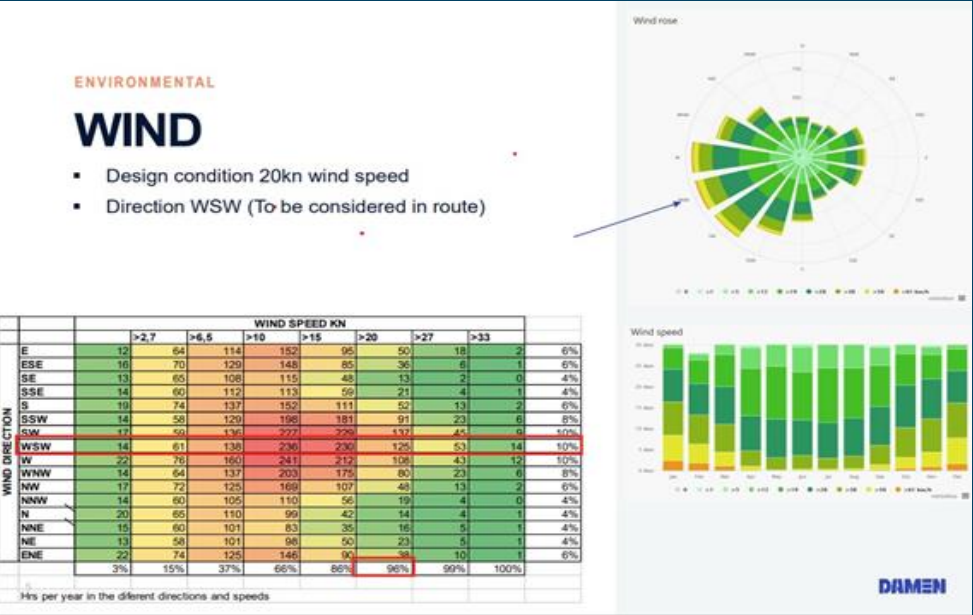 ENVIRONMENTAL
WIND
▪ Design condition 20kn wind speed
▪ Direction WSW (To be considered in route)
Wind rose
WIND SPEED KN
>2,7 >6,5 >10 >15 >20 >27 >33
WIND DIRECTION
E 12 64 114 152 95 50 18 2 6%
ESE 16 70 129 148 85 36 6 1 6%
SE 13 65 108 115 48 13 2 0 4%
SSE 14 60 112 113 59 21 4 1 4%
S 19 74 137 152 111 52 13 2 6%
SSW 14 58 129 198 181 91 23 6 8%
SW 17 59 136 227 229 137 45 9 10%
WSW 14 61 138 236 230 125 53 14 10%
W 22 76 160 241 212 108 43 12 10%
WNW 14 64 137 203 175 80 23 6 8%
NW 17 72 125 169 107 48 13 2 6%
NNW 14 60 105 110 56 19 4 0 4%
N 20 65 110 99 42 14 4 1 4%
NNE 15 60 101 83 35 16 5 1 4%
NE 13 58 101 98 50 23 5 1 4%
ENE 22 74 125 146 90 38 10 1 6%
3% 15% 37% 66% 86% 96% 99% 100%
Hrs per year in the diferent directions and speeds
Wind speed
DAMEN